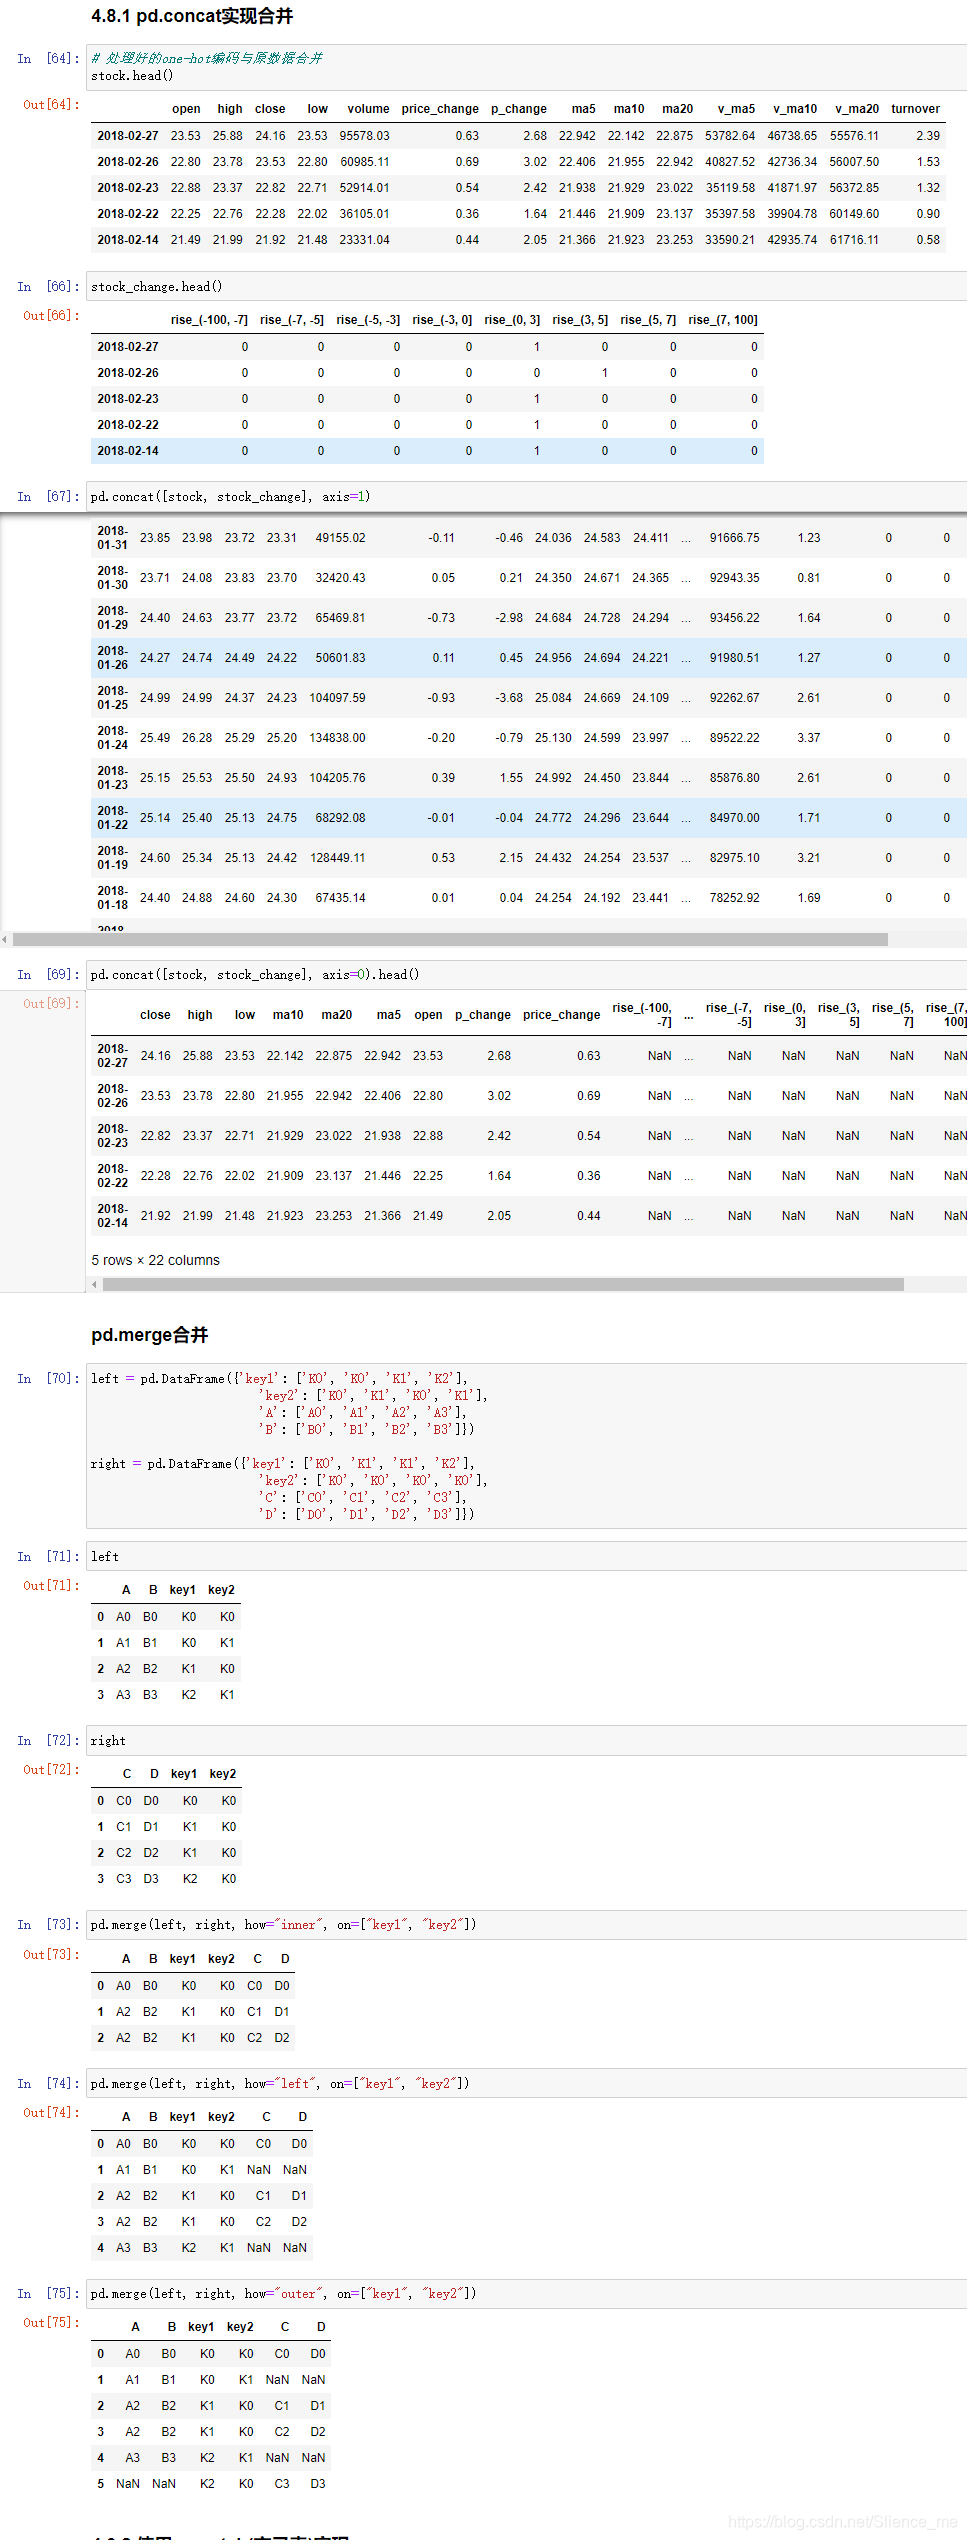 4.8.1 pd.concat实现合并
In [64]: # 处理好的one-hot编码与原数据合并
stock.head()
Out[64]:
open high close low volume price_change p_change ma5 ma10 ma20 v_ma5 v_ma10 v_ma20 turnover
2018-02-27 23.53 25.88 24.16 23.53 95578.03 0.63 2.68 22.942 22.142 22.875 53782.64 46738.65 55576.11 2.39
2018-02-26 22.80 23.78 23.53 22.80 60985.11 0.69 3.02 22.406 21.955 22.942 40827.52 42736.34 56007.50 1.53
2018-02-23 22.88 23.37 22.82 22.71 52914.01 0.54 2.42 21.938 21.929 23.022 35119.58 41871.97 56372.85 1.32
2018-02-22 22.25 22.76 22.28 22.02 36105.01 0.36 1.64 21.446 21.909 23.137 35397.58 39904.78 60149.60 0.90
2018-02-14 21.49 21.99 21.92 21.48 23331.04 0.44 2.05 21.366 21.923 23.253 33590.21 42935.74 61716.11 0.58
In [66]: stock_change.head()
Out[66]:
rise_(-100, -7] rise_(-7, -5] rise_(-5, -3] rise_(-3, 0] rise_(0, 3] rise_(3, 5] rise_(5, 7] rise_(7, 100]
2018-02-27 0 0 0 0 1 0 0 0
2018-02-26 0 0 0 0 0 1 0 0
2018-02-23 0 0 0 0 1 0 0 0
2018-02-22 0 0 0 0 1 0 0 0
2018-02-14 0 0 0 0 1 0 0 0
In [67]: pd.concat([stock, stock_change], axis=1)
2018-01-31 23.85 23.98 23.72 23.31 49155.02 -0.11 -0.46 24.036 24.583 24.411 ... 91666.75 1.23 0 0
2018-01-30 23.71 24.08 23.83 23.70 32420.43 0.05 0.21 24.350 24.671 24.365 ... 92943.35 0.81 0 0
2018-01-29 24.40 24.63 23.77 23.72 65469.81 -0.73 -2.98 24.684 24.728 24.294 ... 93456.22 1.64 0 0
2018-01-26 24.27 24.74 24.49 24.22 50601.83 0.11 0.45 24.956 24.694 24.221 ... 91980.51 1.27 0 0
2018-01-25 24.99 24.99 24.37 24.23 104097.59 -0.93 -3.68 25.084 24.669 24.109 ... 92262.67 2.61 0 0
2018-01-24 25.49 26.28 25.29 25.20 134838.00 -0.20 -0.79 25.130 24.599 23.997 ... 89522.22 3.37 0 0
2018-01-23 25.15 25.53 25.50 24.93 104205.76 0.39 1.55 24.992 24.450 23.844 ... 85876.80 2.61 0 0
2018-01-22 25.14 25.40 25.13 24.75 68292.08 -0.01 -0.04 24.772 24.296 23.644 ... 84970.00 1.71 0 0
2018-01-19 24.60 25.34 25.13 24.42 128449.11 0.53 2.15 24.432 24.254 23.537 ... 82975.10 3.21 0 0
2018-01-18 24.40 24.88 24.60 24.30 67435.14 0.01 0.04 24.254 24.192 23.441 ... 78252.92 1.69 0 0
In [69]: pd.concat([stock, stock_change], axis=0).head()
Out[69]:
close high low ma10 ma20 ma5 open p_change price_change rise_(-100, -7] ... rise_(-7, -5] rise_(0, 3] rise_(3, 5] rise_(5, 7] rise_(7, 100]
2018-02-27 24.16 25.88 23.53 22.142 22.875 22.942 23.53 2.68 0.63 NaN ... NaN NaN NaN NaN NaN
2018-02-26 23.53 23.78 22.80 21.955 22.942 22.406 22.80 3.02 0.69 NaN ... NaN NaN NaN NaN NaN
2018-02-23 22.82 23.37 22.71 21.929 23.022 21.938 22.88 2.42 0.54 NaN ... NaN NaN NaN NaN NaN
2018-02-22 22.28 22.76 22.02 21.909 23.137 21.446 22.25 1.64 0.36 NaN ... NaN NaN NaN NaN NaN
2018-02-14 21.92 21.99 21.48 21.923 23.253 21.366 21.49 2.05 0.44 NaN ... NaN NaN NaN NaN NaN
5 rows × 22 columns
pd.merge合并
In [70]: left = pd.DataFrame({'key1': ['K0', 'K0', 'K1', 'K2'],
'key2': ['K0', 'K1', 'K0', 'K1'],
'A': ['A0', 'A1', 'A2', 'A3'],
'B': ['B0', 'B1', 'B2', 'B3']})
right = pd.DataFrame({'key1': ['K0', 'K1', 'K1', 'K2'],
'key2': ['K0', 'K0', 'K0', 'K0'],
'C': ['C0', 'C1', 'C2', 'C3'],
'D': ['D0', 'D1', 'D2', 'D3']})
In [71]: left
Out[71]:
A B key1 key2
0 A0 B0 K0 K0
1 A1 B1 K0 K1
2 A2 B2 K1 K0
3 A3 B3 K2 K1
In [72]: right
Out[72]:
C D key1 key2
0 C0 D0 K0 K0
1 C1 D1 K1 K0
2 C2 D2 K1 K0
3 C3 D3 K2 K0
In [73]: pd.merge(left, right, how="inner", on=["key1", "key2"])
Out[73]:
A B key1 key2 C D
0 A0 B0 K0 K0 C0 D0
1 A2 B2 K1 K0 C1 D1
2 A2 B2 K1 K0 C2 D2
In [74]: pd.merge(left, right, how="left", on=["key1", "key2"])
Out[74]:
A B key1 key2 C D
0 A0 B0 K0 K0 C0 D0
1 A1 B1 K0 K1 NaN NaN
2 A2 B2 K1 K0 C1 D1
3 A2 B2 K1 K0 C2 D2
4 A3 B3 K2 K1 NaN NaN
In [75]: pd.merge(left, right, how="outer", on=["key1", "key2"])
Out[75]:
A B key1 key2 C D
0 A0 B0 K0 K0 C0 D0
1 A1 B1 K0 K1 NaN NaN
2 A2 B2 K1 K0 C1 D1
3 A2 B2 K1 K0 C2 D2
4 A3 B3 K2 K1 NaN NaN
5 NaN NaN K2 K0 C3 D3
https://blog.csdn.net/Slience_me